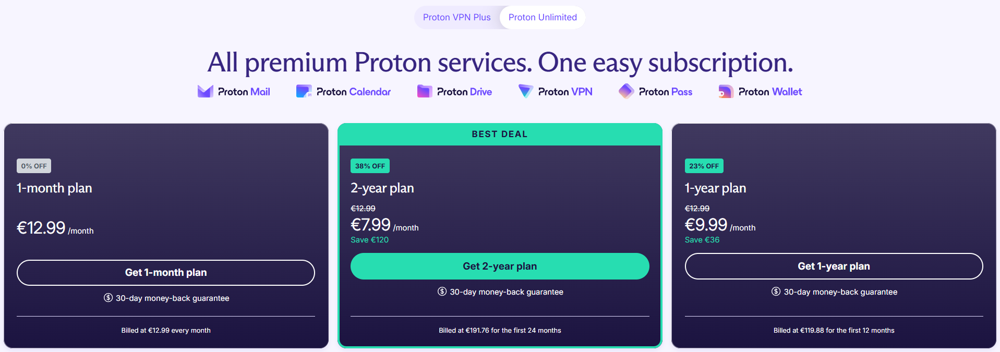 Proton VPN Plus
Proton Unlimited
All premium Proton services. One easy subscription.
Proton Mail
31
Proton Calendar
Proton Drive
Proton VPN
Proton Pass
Proton Wallet
0% OFF
1-month plan
€12.99 /month
Get 1-month plan
$ 30-day money-back guarantee
Billed at €12.99 every month
BEST DEAL
38% OFF
2-year plan
€12.99
€7.99 /month
Save €120
Get 2-year plan
$ 30-day money-back guarantee
Billed at €191.76 for the first 24 months
23% OFF
1-year plan
€12.99
€9.99 /month
Save €36
Get 1-year plan
$ 30-day money-back guarantee
Billed at €119.88 for the first 12 months